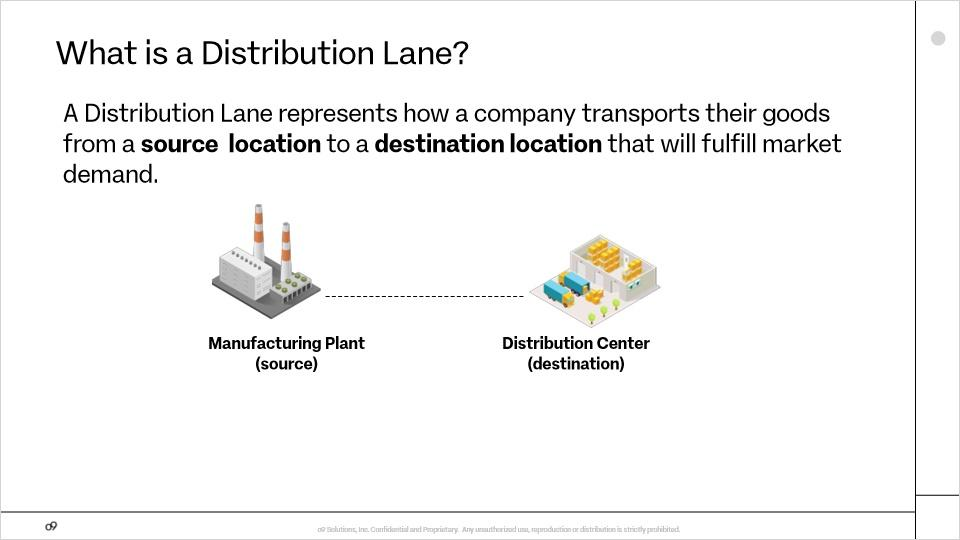 What is a Distribution Lane?
A Distribution Lane represents how a company transports their goods
from a source  location to a destination location that will fulfill market
demand.
Manufacturing Plant
(source)
Distribution Center
(destination)
o9
o9 Solutions, Inc. Confidential and Proprietary.  Any unauthorized use, reproduction or distribution is strictly prohibited.